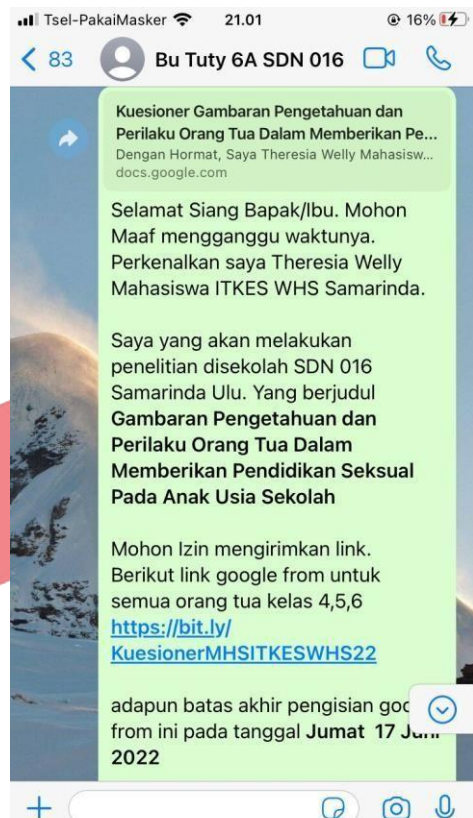 Tsel-PakaiMasker 21.01 16%
83 Bu Tuty 6A SDN 016
Kuesioner Gambaran Pengetahuan dan
Perilaku Orang Tua Dalam Memberikan Pe...
Dengan Hormat, Saya Theresia Welly Mahasisw...
docs.google.com
Selamat Siang Bapak/Ibu. Mohon
Maaf mengganggu waktunya.
Perkenalkan saya Theresia Welly
Mahasiswa ITKES WHS Samarinda.
Saya yang akan melakukan
penelitian disekolah SDN 016
Samarinda Ulu. Yang berjudul
Gambaran Pengetahuan dan
Perilaku Orang Tua Dalam
Memberikan Pendidikan Seksual
Pada Anak Usia Sekolah
Mohon Izin mengirimkan link.
Berikut link google from untuk
semua orang tua kelas 4,5,6
https://bit.ly/
KuesionerMHSITKESWHS22
adapun batas akhir pengisian
from ini pada tanggal Jumat 17 Juni
2022